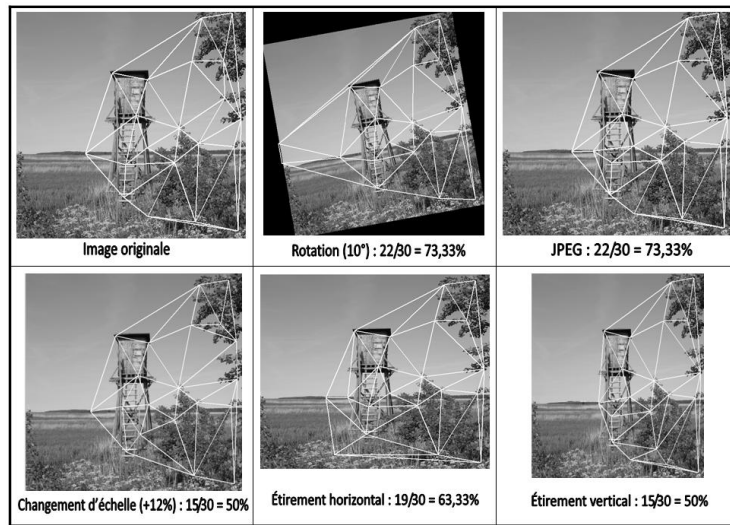 Image originale
Rotation (10°) : 22/30 = 73,33%
JPEG : 22/30 = 73,33%
Changement d'échelle (+12%) : 15/30 = 50%
Étirement horizontal : 19/30 = 63,33%
Étirement vertical : 15/30 = 50%